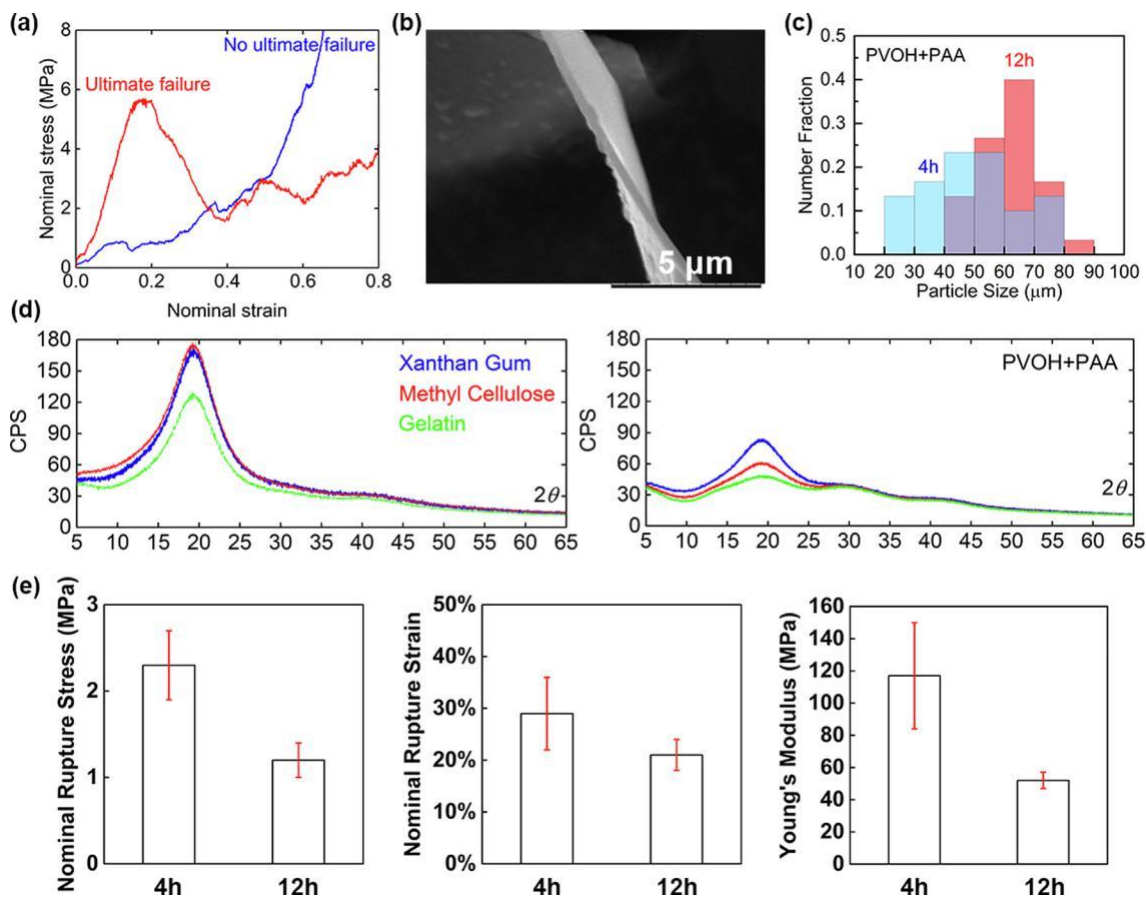 (a)
Nominal stress (MPa)
8
6
4
2
0
No ultimate failure
Ultimate failure
0.0 0.2 0.4 0.6 0.8
Nominal strain
(b)
5 μm
(c)
Number Fraction
0.5
0.4
0.3
0.2
0.1
0.0
PVOH+PAA
12h
4h
10 20 30 40 50 60 70 80 90 100
Particle Size (μm)
(d)
CPS
180
150
120
90
60
30
0
Xanthan Gum
Methyl Cellulose
Gelatin
2θ
5 10 15 20 25 30 35 40 45 50 55 60 65
CPS
180
150
120
90
60
30
0
PVOH+PAA
2θ
5 10 15 20 25 30 35 40 45 50 55 60 65
(e)
Nominal Rupture Stress (MPa)
3
2
1
0
4h 12h
Nominal Rupture Strain
50%
40%
30%
20%
10%
0%
4h 12h
Young's Modulus (MPa)
160
140
120
100
80
60
40
20
0
4h 12h